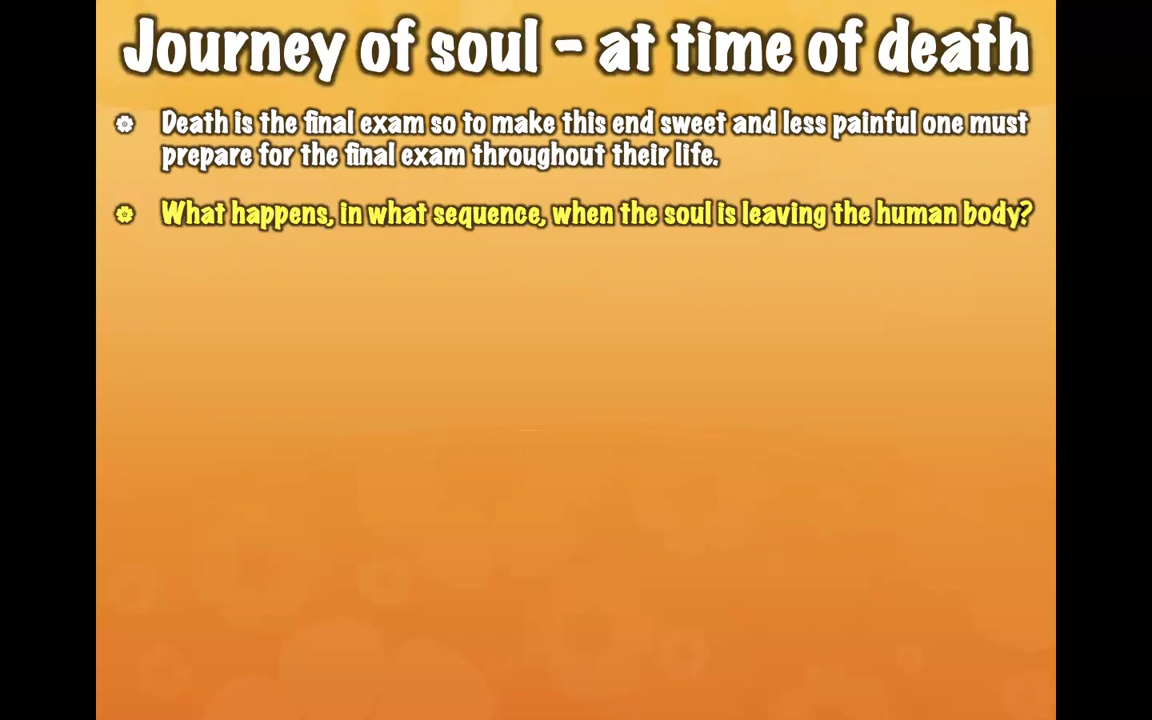 Journey of soul - at time of death
Death is the final exam so to make this end sweet and less painful one must
prepare for the final exam throughout their life.
What happens, in what sequence, when the soul is leaving the human body?